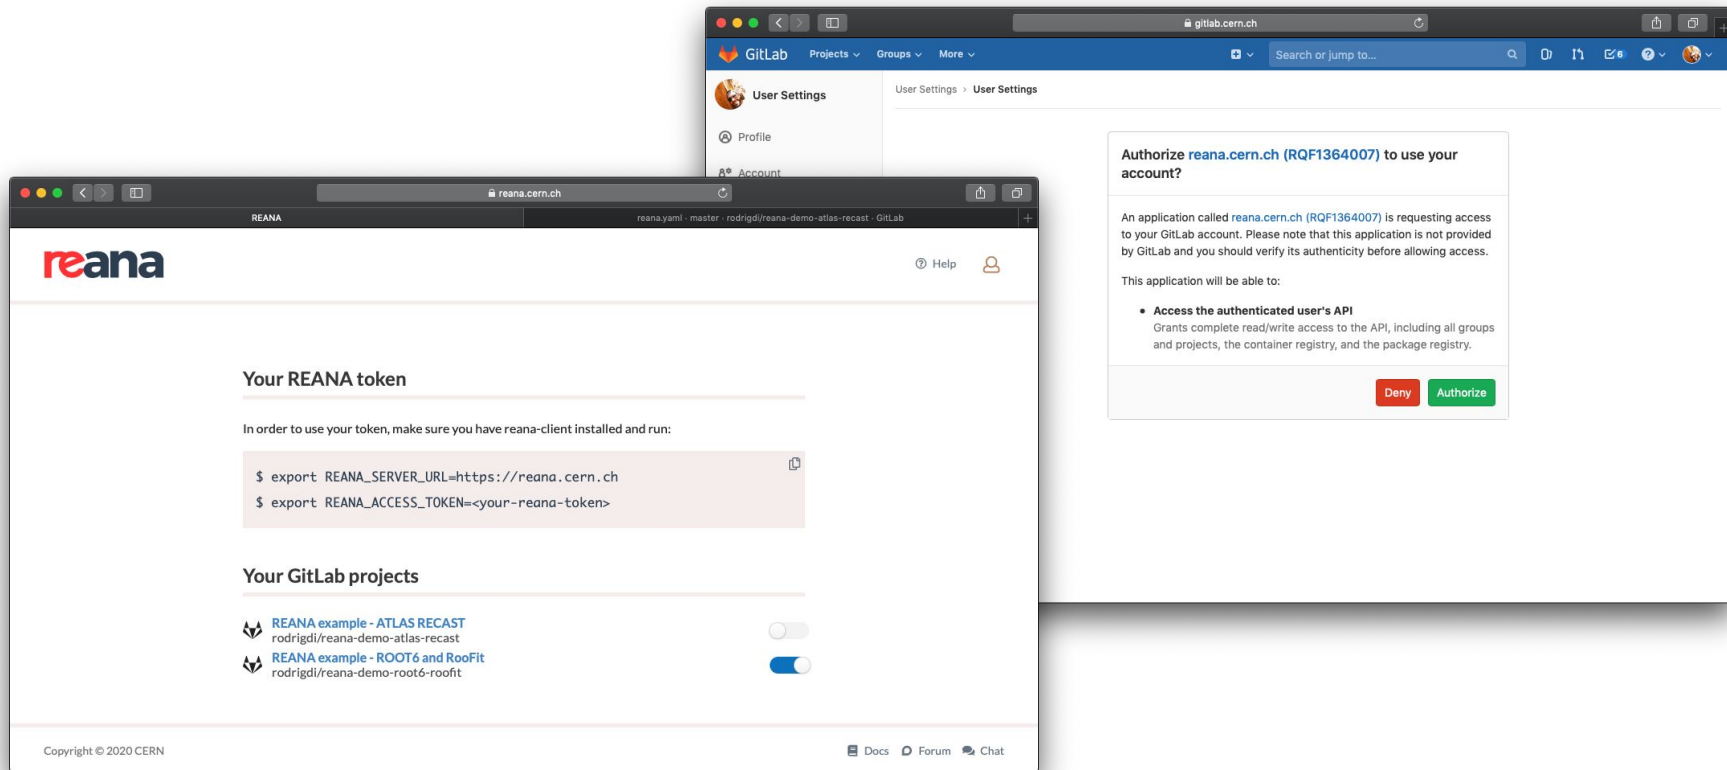 gitlab.cern.ch
GitLab Projects Groups More Search or jump to... 6
User Settings
User Settings > User Settings
Profile
Account
Authorize reana.cern.ch (RQF1364007) to use your
account?
An application called reana.cern.ch (RQF1364007) is requesting access
to your GitLab account. Please note that this application is not provided
by GitLab and you should verify its authenticity before allowing access.
This application will be able to:
• Access the authenticated user's API
Grants complete read/write access to the API, including all groups
and projects, the container registry, and the package registry.
Deny Authorize
reana.cern.ch
REANA reana.yaml · master · rodrigdi/reana-demo-atlas-recast · GitLab
reana
Help
Your REANA token
In order to use your token, make sure you have reana-client installed and run:
$ export REANA_SERVER_URL=https://reana.cern.ch
$ export REANA_ACCESS_TOKEN=<your-reana-token>
Your GitLab projects
REANA example - ATLAS RECAST
rodrigdi/reana-demo-atlas-recast
REANA example - ROOT6 and RooFit
rodrigdi/reana-demo-root6-roofit
Copyright © 2020 CERN
Docs Forum Chat